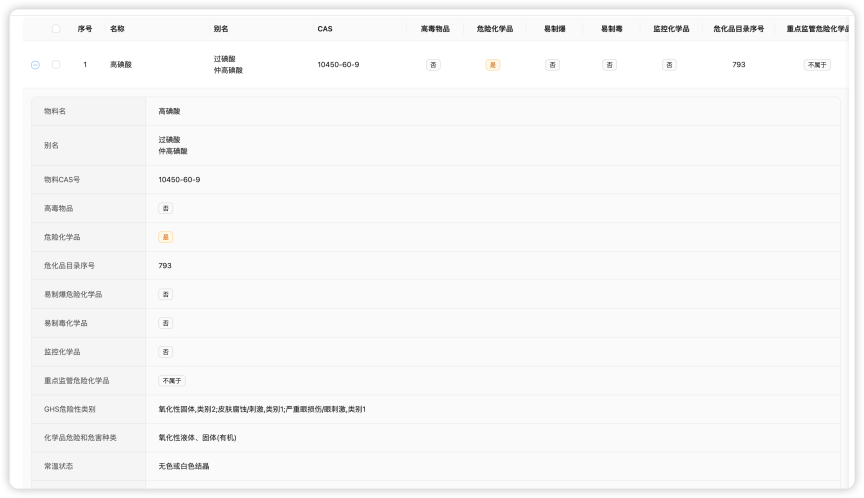 序号 名称 别名 CAS 高毒物品 危险化学品 易制爆 易制毒 监控化学品 危化品目录序号 重点监管危险化学品
1 高碘酸 过碘酸 10450-60-9 否 是 否 否 否 793 不属于
仲高碘酸
物料名 高碘酸
别名 过碘酸
仲高碘酸
物料CAS号 10450-60-9
高毒物品 否
危险化学品 是
危化品目录序号 793
易制爆危险化学品 否
易制毒化学品 否
监控化学品 否
重点监管危险化学品 不属于
GHS危险性类别 氧化性固体,类别2;皮肤腐蚀/刺激,类别1;严重眼损伤/眼刺激,类别1
化学品危险和危害种类 氧化性液体、固体(有机)
常温状态 无色或白色结晶